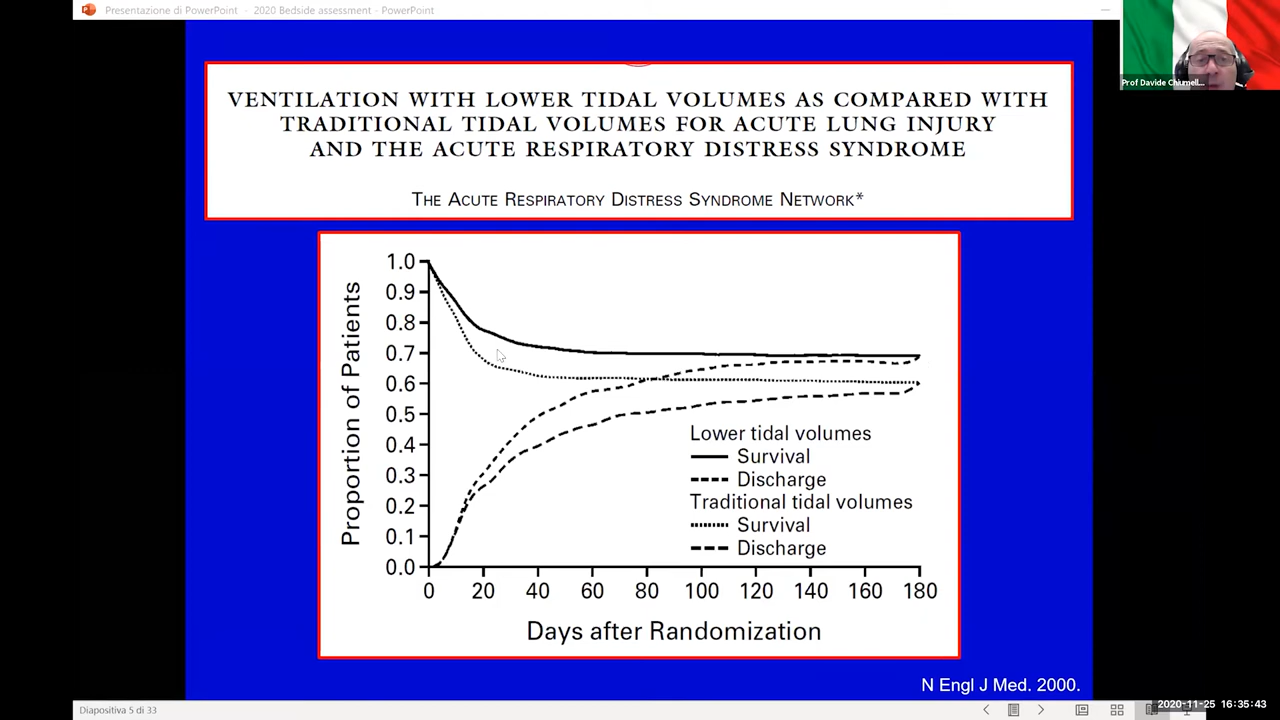 Presentazione di PowerPoint - 2020 Bedside assessment - PowerPoint
Prof Davide Chiumell...
VENTILATION WITH LOWER TIDAL VOLUMES AS COMPARED WITH
TRADITIONAL TIDAL VOLUMES FOR ACUTE LUNG INJURY
AND THE ACUTE RESPIRATORY DISTRESS SYNDROME
THE ACUTE RESPIRATORY DISTRESS SYNDROME NETWORK*
Proportion of Patients
1.0
0.9
0.8
0.7
0.6
0.5
0.4
0.3
0.2
0.1
0.0
Lower tidal volumes
Survival
Discharge
Traditional tidal volumes
Survival
Discharge
0 20 40 60 80 100 120 140 160 180
Days after Randomization
N Engl J Med. 2000.
Diapositiva 5 di 33
2020-11-25 16:35:43